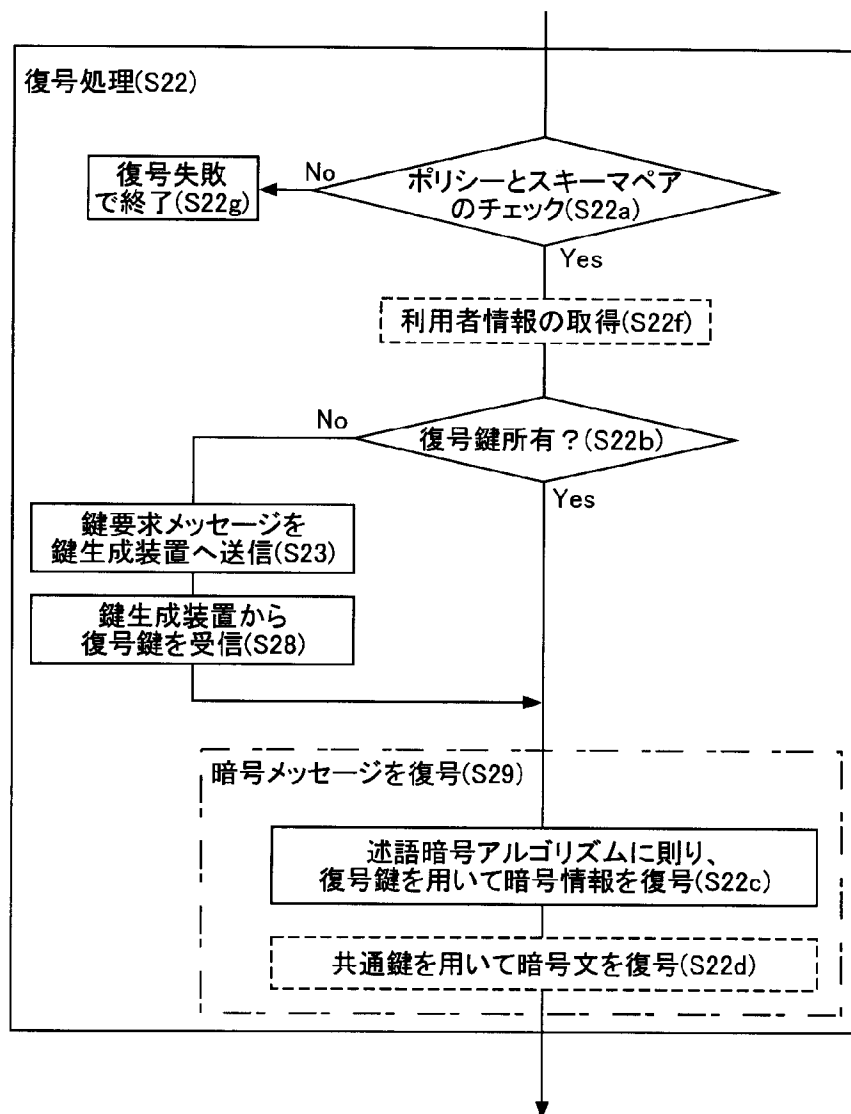 復号処理(S22)
No
復号失敗
で終了(S22g)
ポリシーとスキーマペア
のチェック(S22a)
Yes
利用者情報の取得(S22f)
No
復号鍵所有？(S22b)
Yes
鍵要求メッセージを
鍵生成装置へ送信(S23)
鍵生成装置から
復号鍵を受信(S28)
暗号メッセージを復号(S29)
述語暗号アルゴリズムに則り、
復号鍵を用いて暗号情報を復号(S22c)
共通鍵を用いて暗号文を復号(S22d)